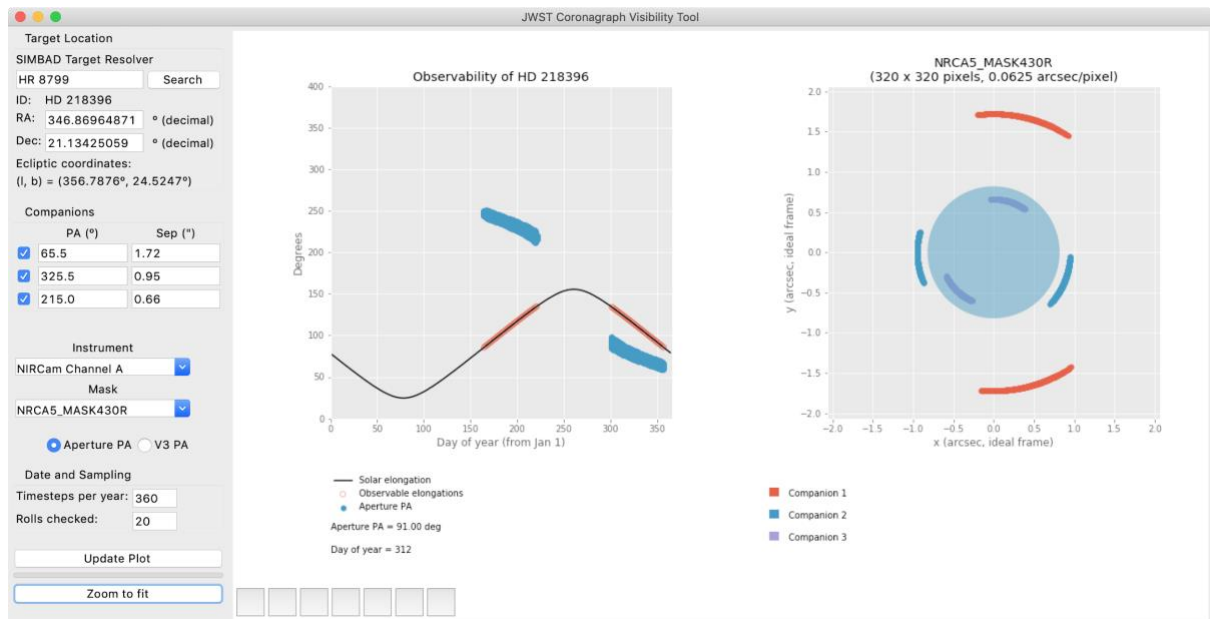 JWST Coronagraph Visibility Tool
Target Location
SIMBAD Target Resolver
HR 8799 Search
ID: HD 218396
RA: 346.86964871 ° (decimal)
Dec: 21.13425059 ° (decimal)
Ecliptic coordinates:
(l, b) = (356.7876°, 24.5247°)
Companions
PA (°) Sep (")
65.5 1.72
325.5 0.95
215.0 0.66
Instrument
NIRCam Channel A
Mask
NRCA5_MASK430R
Aperture PA V3 PA
Date and Sampling
Timesteps per year: 360
Rolls checked: 20
Update Plot
Zoom to fit
Observability of HD 218396
400
350
300
250
200
150
100
50
0
Degrees
0 50 100 150 200 250 300 350
Day of year (from Jan 1)
Solar elongation
Observable elongations
Aperture PA
Aperture PA = 91.00 deg
Day of year = 312
NRCA5_MASK430R
(320 x 320 pixels, 0.0625 arcsec/pixel)
2.0
1.5
1.0
0.5
0.0
−0.5
−1.0
−1.5
−2.0
y (arcsec, ideal frame)
−2.0 −1.5 −1.0 −0.5 0.0 0.5 1.0 1.5 2.0
x (arcsec, ideal frame)
Companion 1
Companion 2
Companion 3